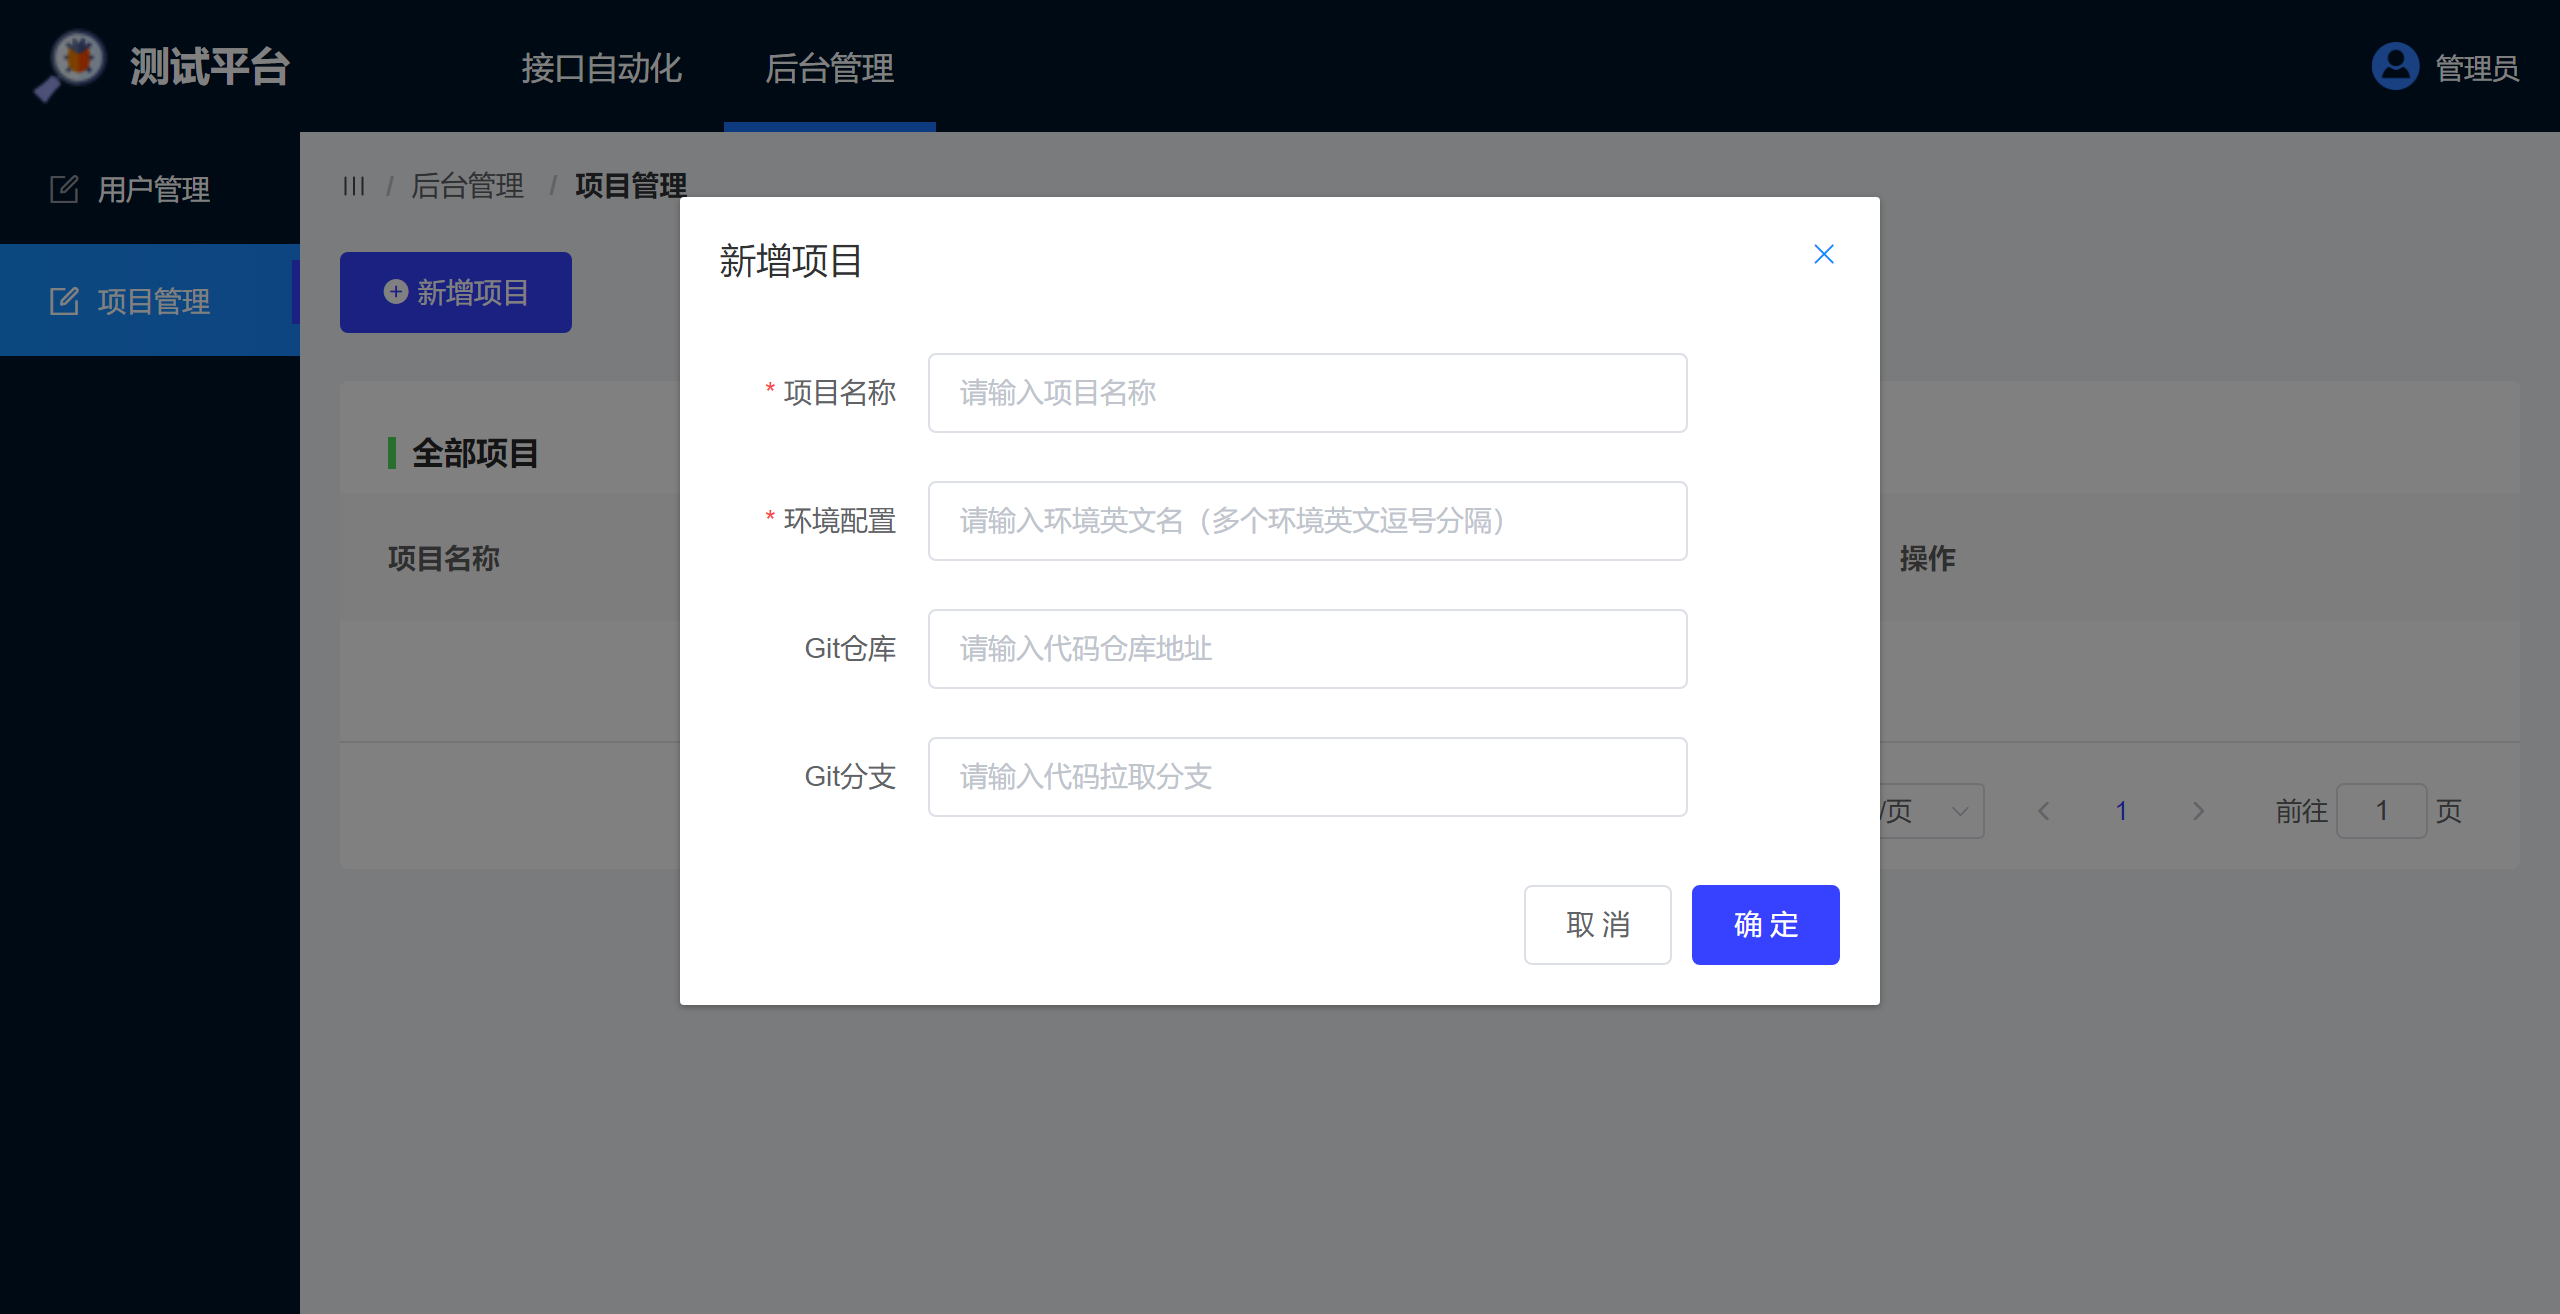 测试平台
接口自动化
后台管理
管理员
用户管理
项目管理
/ 后台管理 / 项目管理
新增项目
全部项目
项目名称
操作
/页
1
前往 1 页
新增项目
* 项目名称
请输入项目名称
* 环境配置
请输入环境英文名（多个环境英文逗号分隔）
Git仓库
请输入代码仓库地址
Git分支
请输入代码拉取分支
取 消
确 定